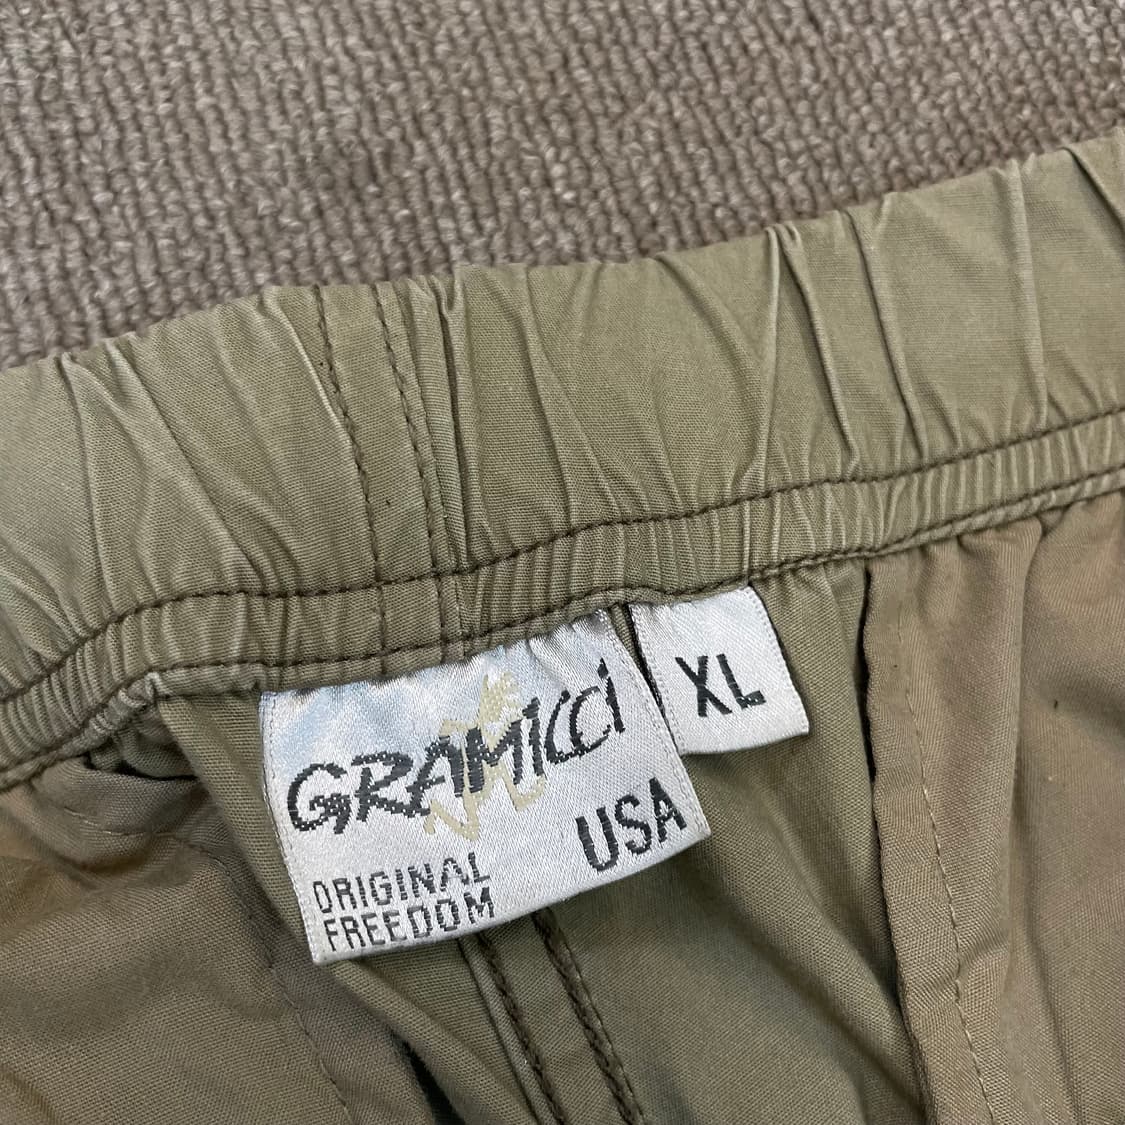 GRAMICCI
USA
ORIGINAL
FREEDOM
XL